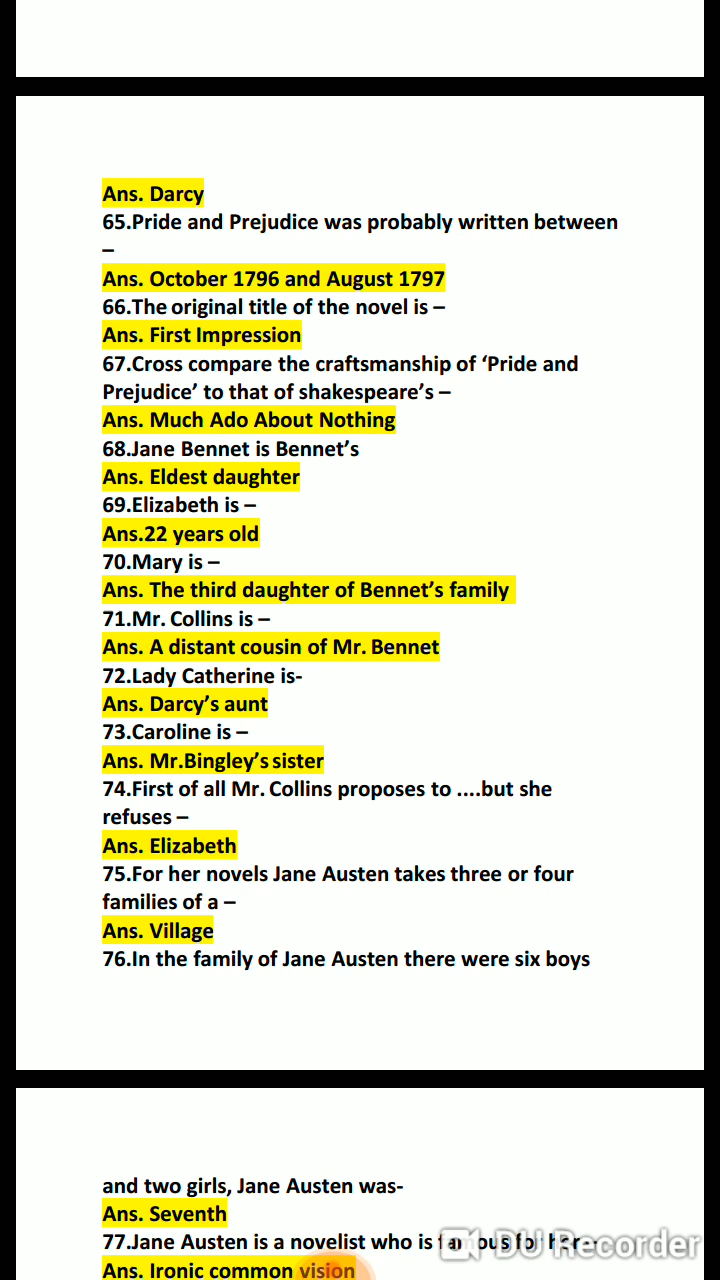 Ans. Darcy
65.Pride and Prejudice was probably written between
–
Ans. October 1796 and August 1797
66.The original title of the novel is –
Ans. First Impression
67.Cross compare the craftsmanship of ‘Pride and
Prejudice’ to that of shakespeare’s –
Ans. Much Ado About Nothing
68.Jane Bennet is Bennet’s
Ans. Eldest daughter
69.Elizabeth is –
Ans.22 years old
70.Mary is –
Ans. The third daughter of Bennet’s family
71.Mr. Collins is –
Ans. A distant cousin of Mr. Bennet
72.Lady Catherine is-
Ans. Darcy’s aunt
73.Caroline is –
Ans. Mr.Bingley’s sister
74.First of all Mr. Collins proposes to ....but she
refuses –
Ans. Elizabeth
75.For her novels Jane Austen takes three or four
families of a –
Ans. Village
76.In the family of Jane Austen there were six boys
and two girls, Jane Austen was-
Ans. Seventh
77.Jane Austen is a novelist who is famous for her –
DU Recorder
Ans. Ironic common vision